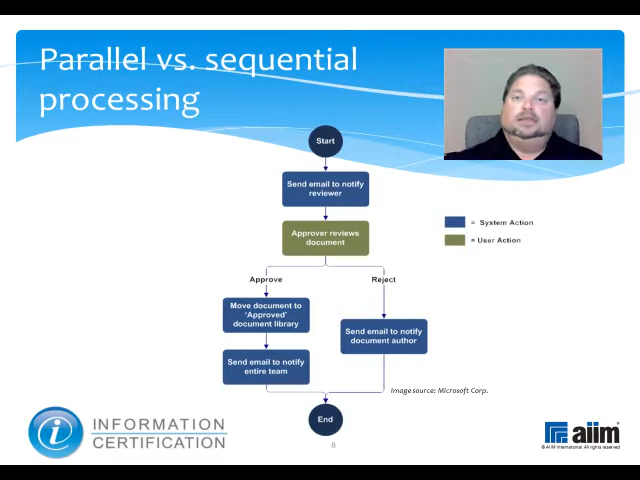 Parallel vs. sequential
processing
Start
Send email to notify
reviewer
Approver reviews
document
= System Action
= User Action
Approve
Reject
Move document to
'Approved'
document library
Send email to notify
document author
Send email to notify
entire team
Image source: Microsoft Corp.
End
INFORMATION
CERTIFICATION
8
aiim
© AIIM International. All rights reserved